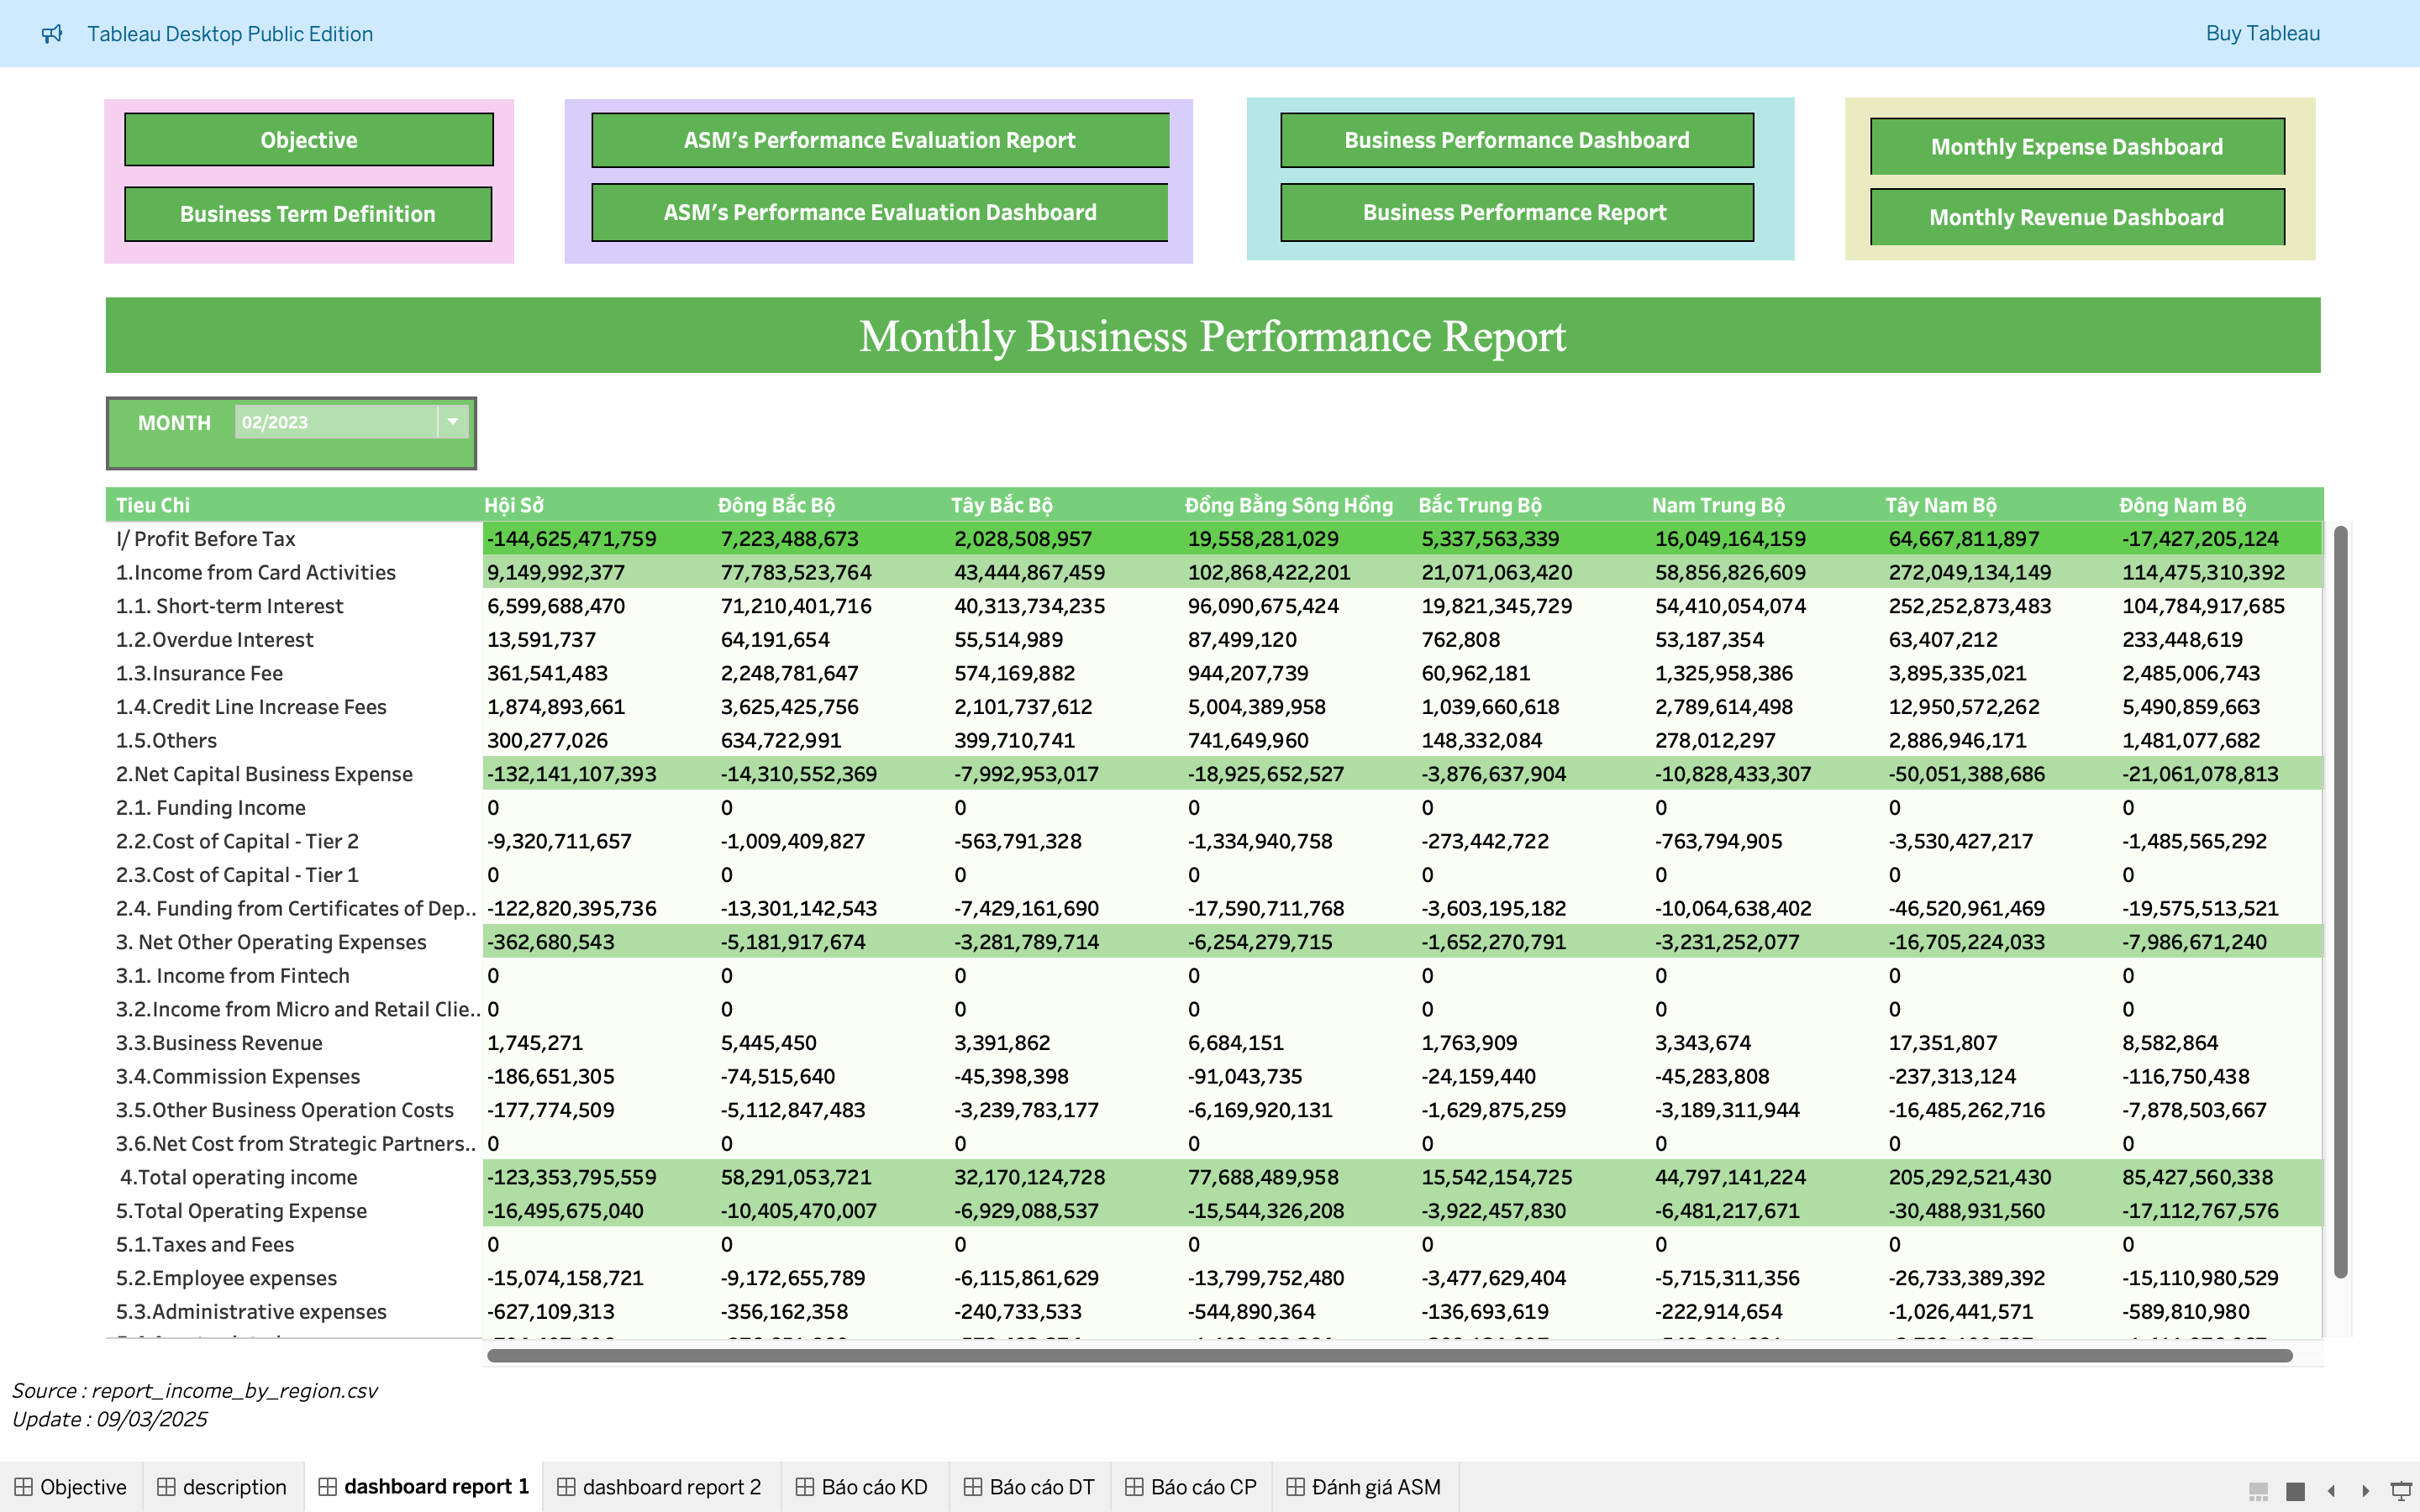 Tableau Desktop Public Edition Buy Tableau
Objective ASM's Performance Evaluation Report Business Performance Dashboard Monthly Expense Dashboard
Business Term Definition ASM's Performance Evaluation Dashboard Business Performance Report Monthly Revenue Dashboard
Monthly Business Performance Report
MONTH 02/2023
Tieu Chi Hội Sở Đông Bắc Bộ Tây Bắc Bộ Đồng Bằng Sông Hồng Bắc Trung Bộ Nam Trung Bộ Tây Nam Bộ Đông Nam Bộ
I/ Profit Before Tax -144,625,471,759 7,223,488,673 2,028,508,957 19,558,281,029 5,337,563,339 16,049,164,159 64,667,811,897 -17,427,205,124
1.Income from Card Activities 9,149,992,377 77,783,523,764 43,444,867,459 102,868,422,201 21,071,063,420 58,856,826,609 272,049,134,149 114,475,310,392
1.1. Short-term Interest 6,599,688,470 71,210,401,716 40,313,734,235 96,090,675,424 19,821,345,729 54,410,054,074 252,252,873,483 104,784,917,685
1.2.Overdue Interest 13,591,737 64,191,654 55,514,989 87,499,120 762,808 53,187,354 63,407,212 233,448,619
1.3.Insurance Fee 361,541,483 2,248,781,647 574,169,882 944,207,739 60,962,181 1,325,958,386 3,895,335,021 2,485,006,743
1.4.Credit Line Increase Fees 1,874,893,661 3,625,425,756 2,101,737,612 5,004,389,958 1,039,660,618 2,789,614,498 12,950,572,262 5,490,859,663
1.5.Others 300,277,026 634,722,991 399,710,741 741,649,960 148,332,084 278,012,297 2,886,946,171 1,481,077,682
2.Net Capital Business Expense -132,141,107,393 -14,310,552,369 -7,992,953,017 -18,925,652,527 -3,876,637,904 -10,828,433,307 -50,051,388,686 -21,061,078,813
2.1. Funding Income 0 0 0 0 0 0 0 0
2.2.Cost of Capital - Tier 2 -9,320,711,657 -1,009,409,827 -563,791,328 -1,334,940,758 -273,442,722 -763,794,905 -3,530,427,217 -1,485,565,292
2.3.Cost of Capital - Tier 1 0 0 0 0 0 0 0 0
2.4. Funding from Certificates of Dep.. -122,820,395,736 -13,301,142,543 -7,429,161,690 -17,590,711,768 -3,603,195,182 -10,064,638,402 -46,520,961,469 -19,575,513,521
3. Net Other Operating Expenses -362,680,543 -5,181,917,674 -3,281,789,714 -6,254,279,715 -1,652,270,791 -3,231,252,077 -16,705,224,033 -7,986,671,240
3.1. Income from Fintech 0 0 0 0 0 0 0 0
3.2.Income from Micro and Retail Clie.. 0 0 0 0 0 0 0 0
3.3.Business Revenue 1,745,271 5,445,450 3,391,862 6,684,151 1,763,909 3,343,674 17,351,807 8,582,864
3.4.Commission Expenses -186,651,305 -74,515,640 -45,398,398 -91,043,735 -24,159,440 -45,283,808 -237,313,124 -116,750,438
3.5.Other Business Operation Costs -177,774,509 -5,112,847,483 -3,239,783,177 -6,169,920,131 -1,629,875,259 -3,189,311,944 -16,485,262,716 -7,878,503,667
3.6.Net Cost from Strategic Partners.. 0 0 0 0 0 0 0 0
4.Total operating income -123,353,795,559 58,291,053,721 32,170,124,728 77,688,489,958 15,542,154,725 44,797,141,224 205,292,521,430 85,427,560,338
5.Total Operating Expense -16,495,675,040 -10,405,470,007 -6,929,088,537 -15,544,326,208 -3,922,457,830 -6,481,217,671 -30,488,931,560 -17,112,767,576
5.1.Taxes and Fees 0 0 0 0 0 0 0 0
5.2.Employee expenses -15,074,158,721 -9,172,655,789 -6,115,861,629 -13,799,752,480 -3,477,629,404 -5,715,311,356 -26,733,389,392 -15,110,980,529
5.3.Administrative expenses -627,109,313 -356,162,358 -240,733,533 -544,890,364 -136,693,619 -222,914,654 -1,026,441,571 -589,810,980
Source : report_income_by_region.csv
Update : 09/03/2025
Objective description dashboard report 1 dashboard report 2 Báo cáo KD Báo cáo DT Báo cáo CP Đánh giá ASM